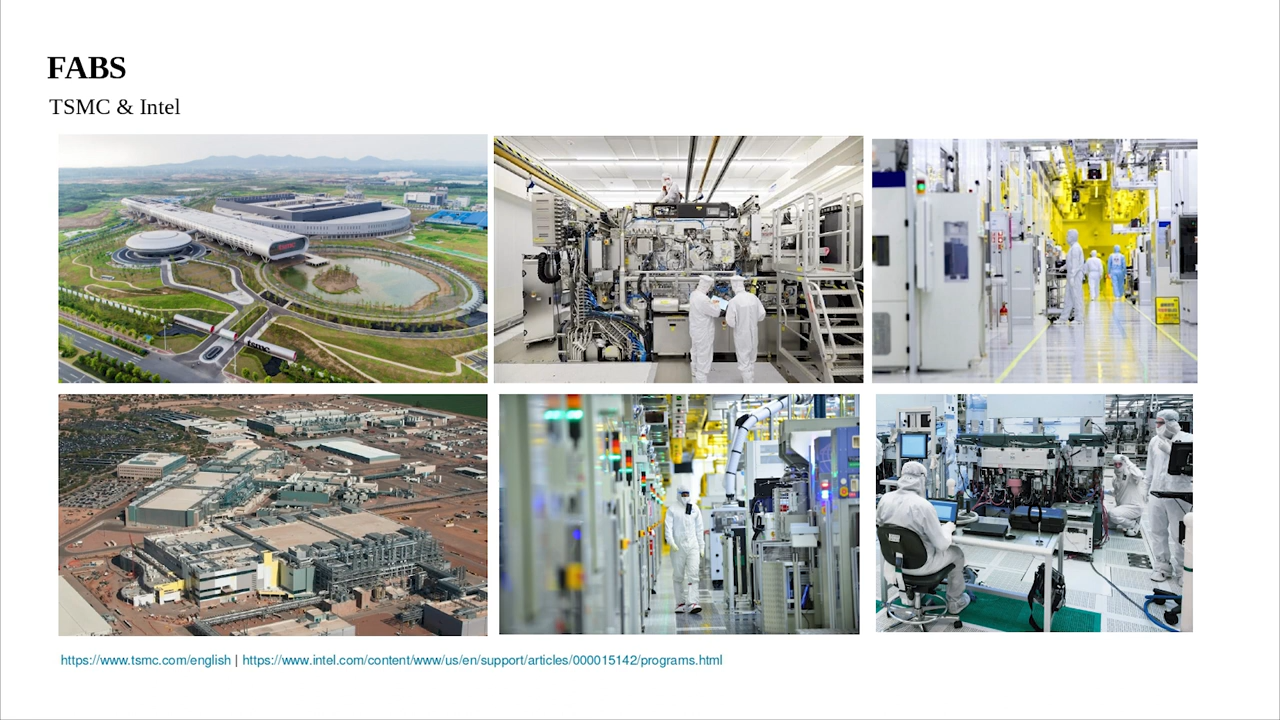 FABS
TSMC & Intel
https://www.tsmc.com/english | https://www.intel.com/content/www/us/en/support/articles/000015142/programs.html